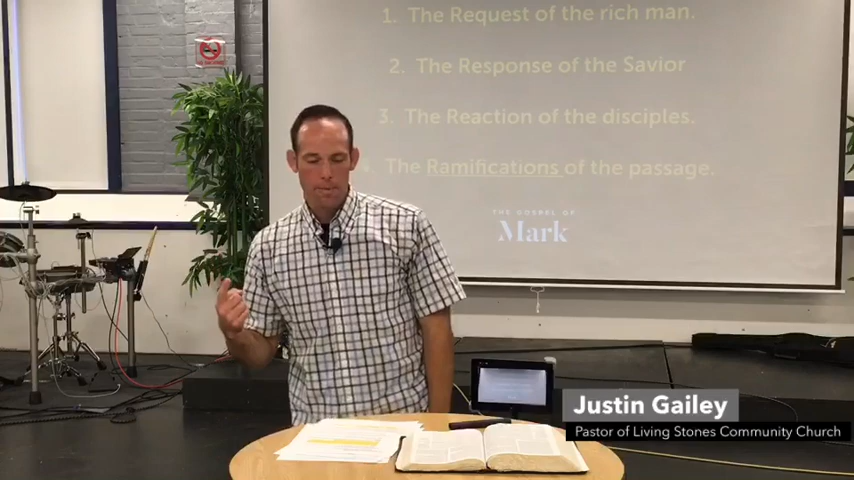 1. The Request of the rich man.
2. The Response of the Savior
3. The Reaction of the disciples.
The Ramifications of the passage.
THE GOSPEL OF
Mark
Justin Gailey
Pastor of Living Stones Community Church